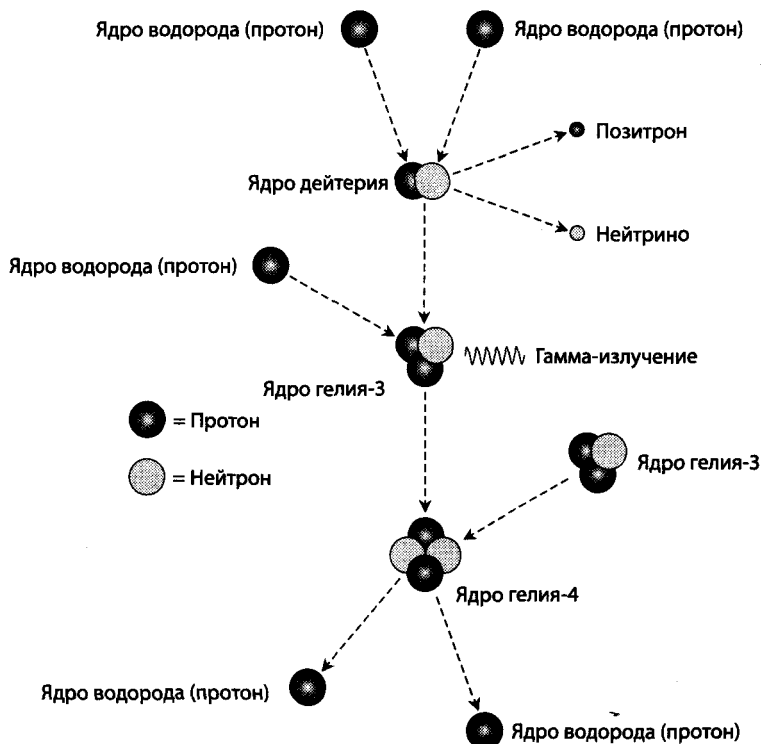 Ядро водорода (протон)
Ядро водорода (протон)
Позитрон
Ядро дейтерия
Нейтрино
Ядро водорода (протон)
Гамма-излучение
Ядро гелия-3
= Протон
Ядро гелия-3
= Нейтрон
Ядро гелия-4
Ядро водорода (протон)
Ядро водорода (протон)